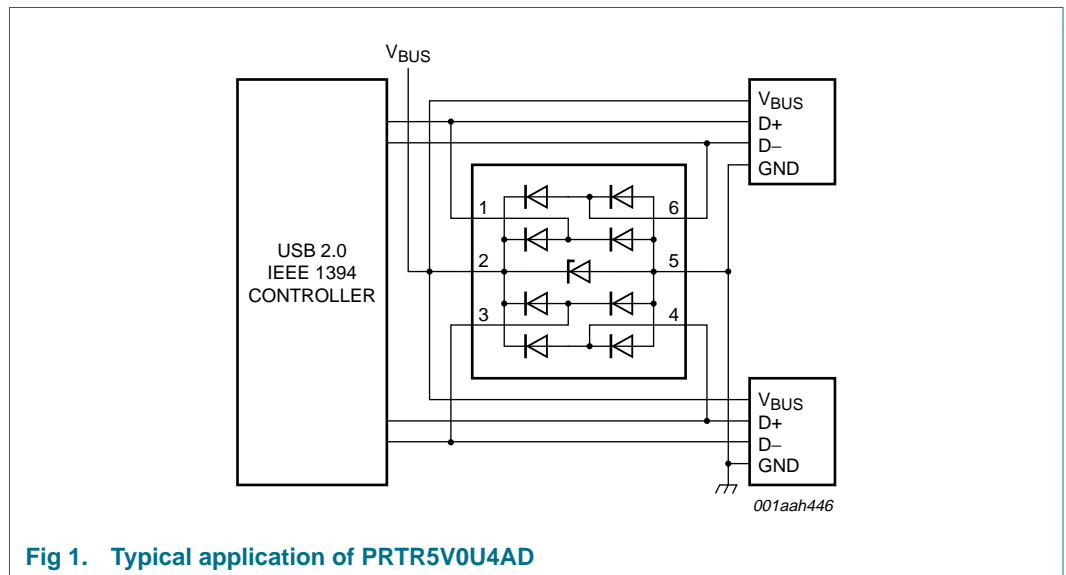 VBUS
USB 2.0
IEEE 1394
CONTROLLER
1
2
3
6
5
4
VBUS
D+
D−
GND
VBUS
D+
D−
GND
001aah446
Fig 1. Typical application of PRTR5V0U4AD